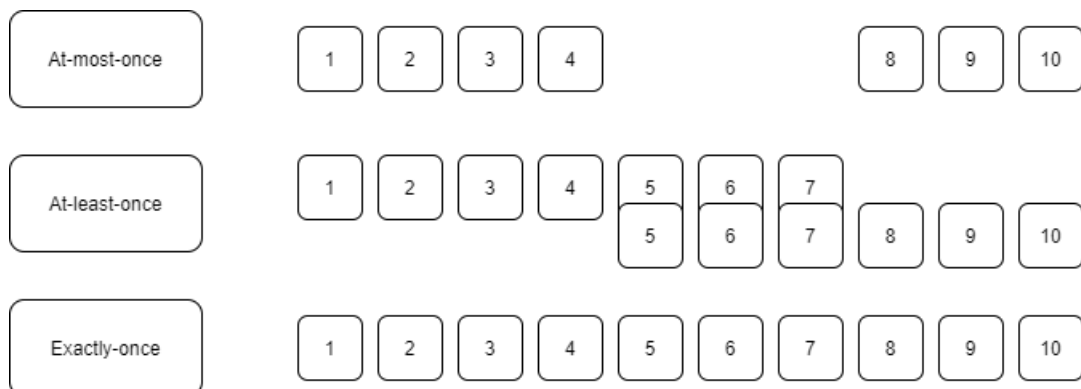 At-most-once 1 2 3 4 8 9 10
At-least-once 1 2 3 4 5 6 7
5 6 7 8 9 10
Exactly-once 1 2 3 4 5 6 7 8 9 10